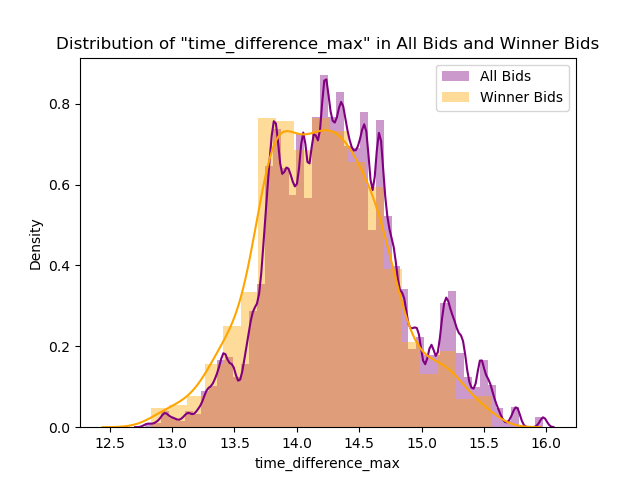 Distribution of "time_difference_max" in All Bids and Winner Bids
All Bids
Winner Bids
Density
0.8
0.6
0.4
0.2
0.0
12.5 13.0 13.5 14.0 14.5 15.0 15.5 16.0
time_difference_max